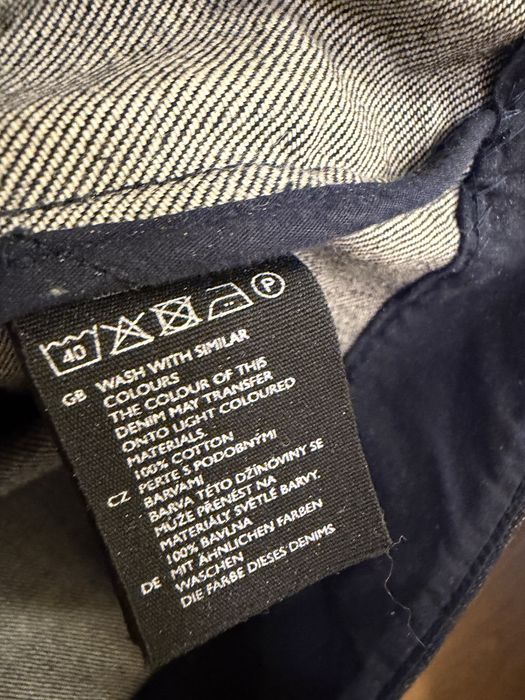 40 P
GB WASH WITH SIMILAR
COLOURS
THE COLOUR OF THIS
DENIM MAY TRANSFER
ONTO LIGHT COLOURED
MATERIALS.
100% COTTON
CZ PERTE S PODOBNÝMI
BARVAMI
BARVA TÉTO DŽÍNOVINY SE
MŮŽE PŘENÉST NA
MATERIÁLY SVĚTLÉ BARVY.
100% BAVLNA
DE MIT ÄHNLICHEN FARBEN
WASCHEN
DIE FARBE DIESES DENIMS